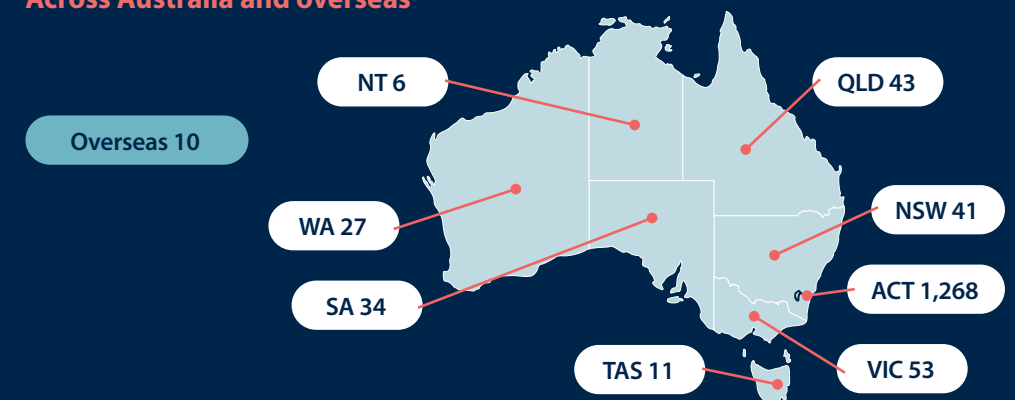 Across Australia and overseas
NT 6
QLD 43
Overseas 10
NSW 41
WA 27
ACT 1,268
SA 34
TAS 11
VIC 53